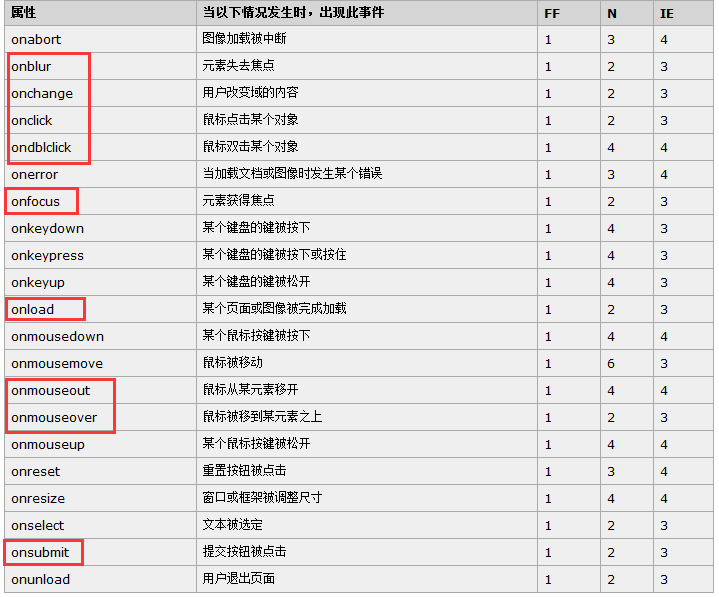 属性 当以下情况发生时，出现此事件 FF N IE
onabort 图像加载被中断 1 3 4
onblur 元素失去焦点 1 2 3
onchange 用户改变域的内容 1 2 3
onclick 鼠标点击某个对象 1 2 3
ondblclick 鼠标双击某个对象 1 4 4
onerror 当加载文档或图像时发生某个错误 1 3 4
onfocus 元素获得焦点 1 2 3
onkeydown 某个键盘的键被按下 1 4 3
onkeypress 某个键盘的键被按下或按住 1 4 3
onkeyup 某个键盘的键被松开 1 4 3
onload 某个页面或图像被完成加载 1 2 3
onmousedown 某个鼠标按键被按下 1 4 4
onmousemove 鼠标被移动 1 6 3
onmouseout 鼠标从某元素移开 1 4 4
onmouseover 鼠标被移到某元素之上 1 2 3
onmouseup 某个鼠标按键被松开 1 4 4
onreset 重置按钮被点击 1 3 4
onresize 窗口或框架被调整尺寸 1 4 4
onselect 文本被选定 1 2 3
onsubmit 提交按钮被点击 1 2 3
onunload 用户退出页面 1 2 3